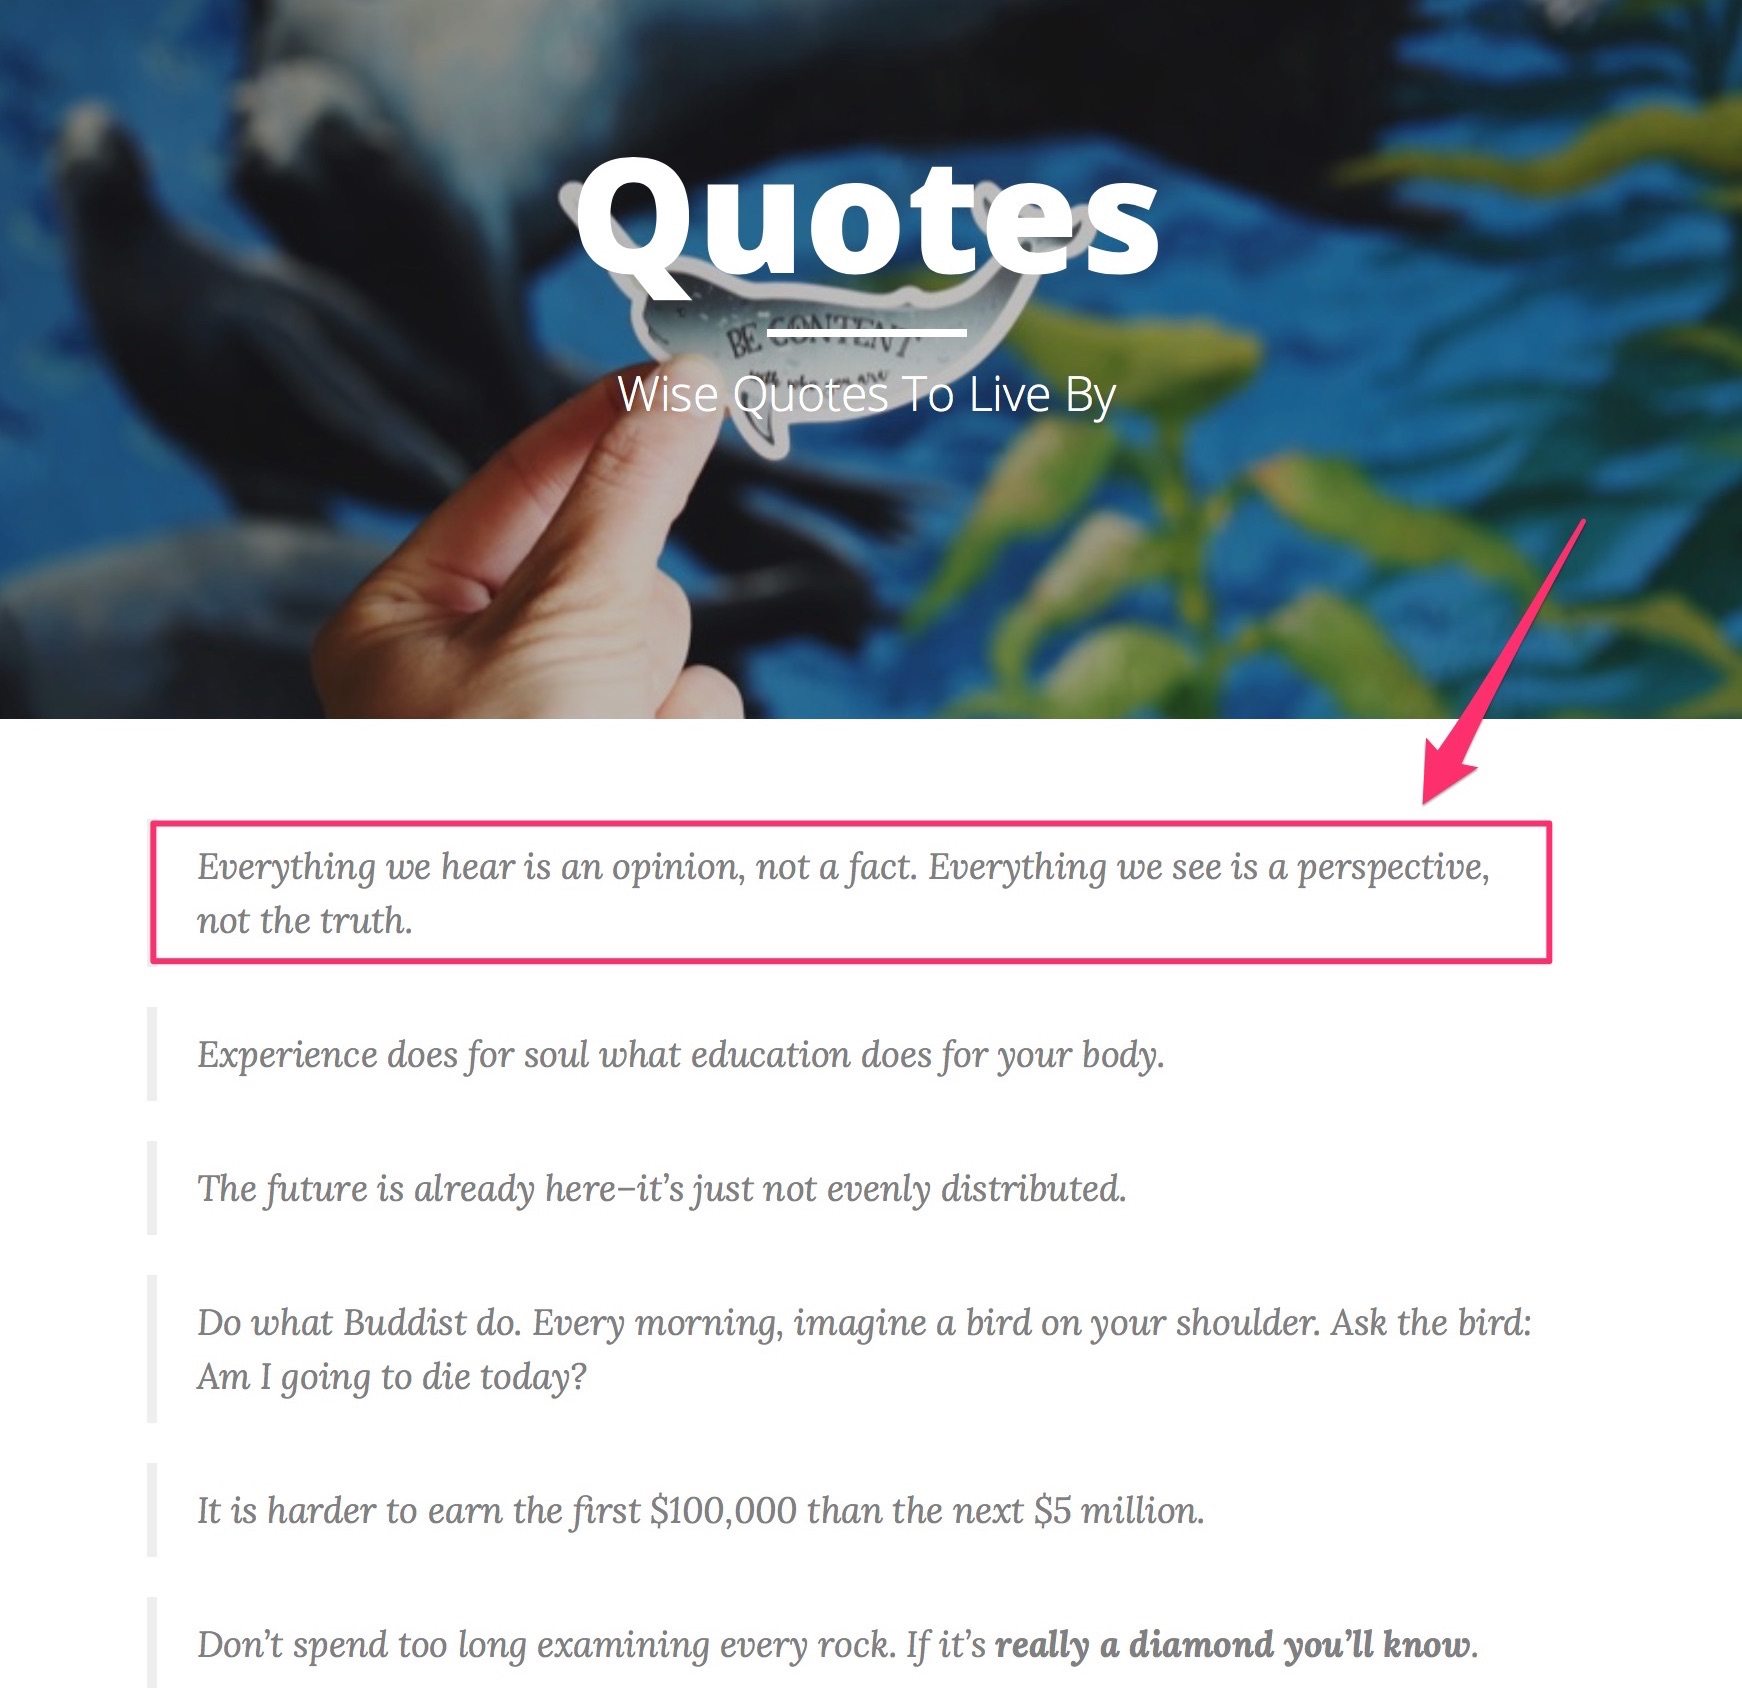 Quotes
BE CONTENT
Wise Quotes To Live By
Everything we hear is an opinion, not a fact. Everything we see is a perspective,
not the truth.
Experience does for soul what education does for your body.
The future is already here–it’s just not evenly distributed.
Do what Buddist do. Every morning, imagine a bird on your shoulder. Ask the bird:
Am I going to die today?
It is harder to earn the first $100,000 than the next $5 million.
Don’t spend too long examining every rock. If it’s really a diamond you’ll know.